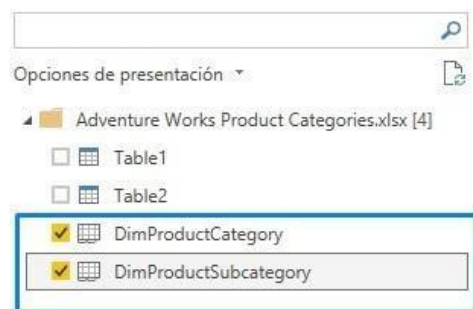 Opciones de presentación
Adventure Works Product Categories.xlsx [4]
Table1
Table2
DimProductCategory
DimProductSubcategory